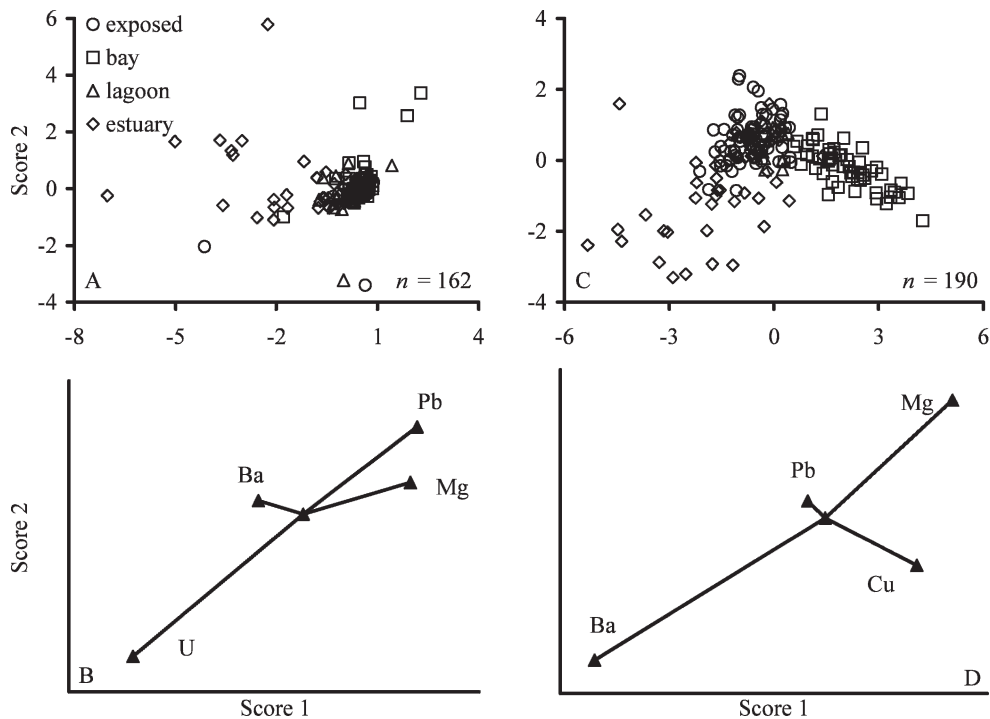 6
4
2
0
-2
-4
Score 2
exposed
bay
lagoon
estuary
A
n = 162
-8
-5
-2
1
4
4
2
0
-2
-4
C
n = 190
-6
-3
0
3
6
Score 2
Pb
Ba
Mg
U
B
Score 1
Mg
Pb
Cu
Ba
D
Score 1